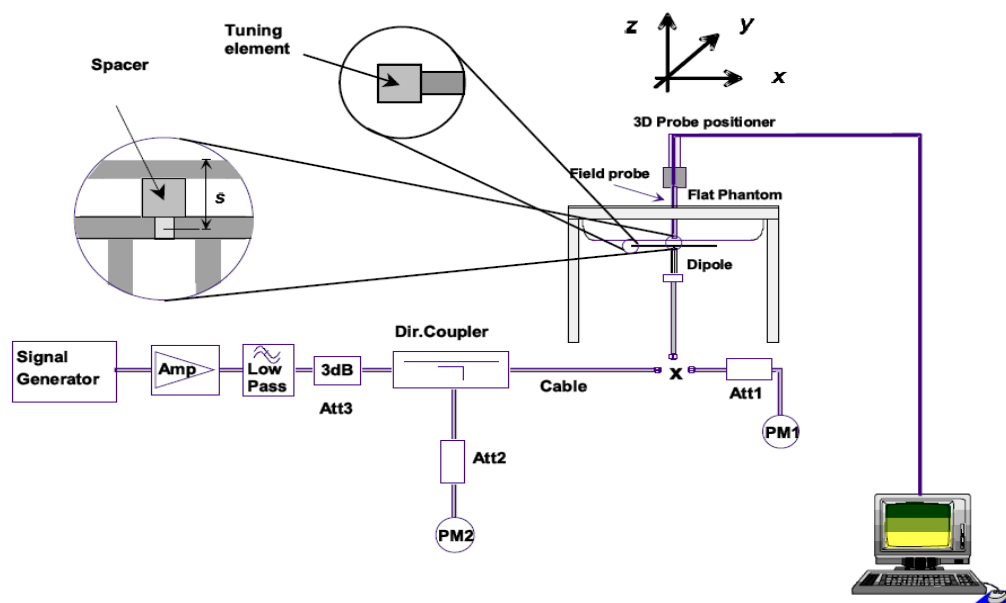 Tuning
element
z
y
x
Spacer
s
3D Probe positioner
Field probe
Flat Phantom
Dipole
Dir.Coupler
Signal
Generator
Amp
Low
Pass
3dB
Att3
Cable
x
Att1
PM1
Att2
PM2